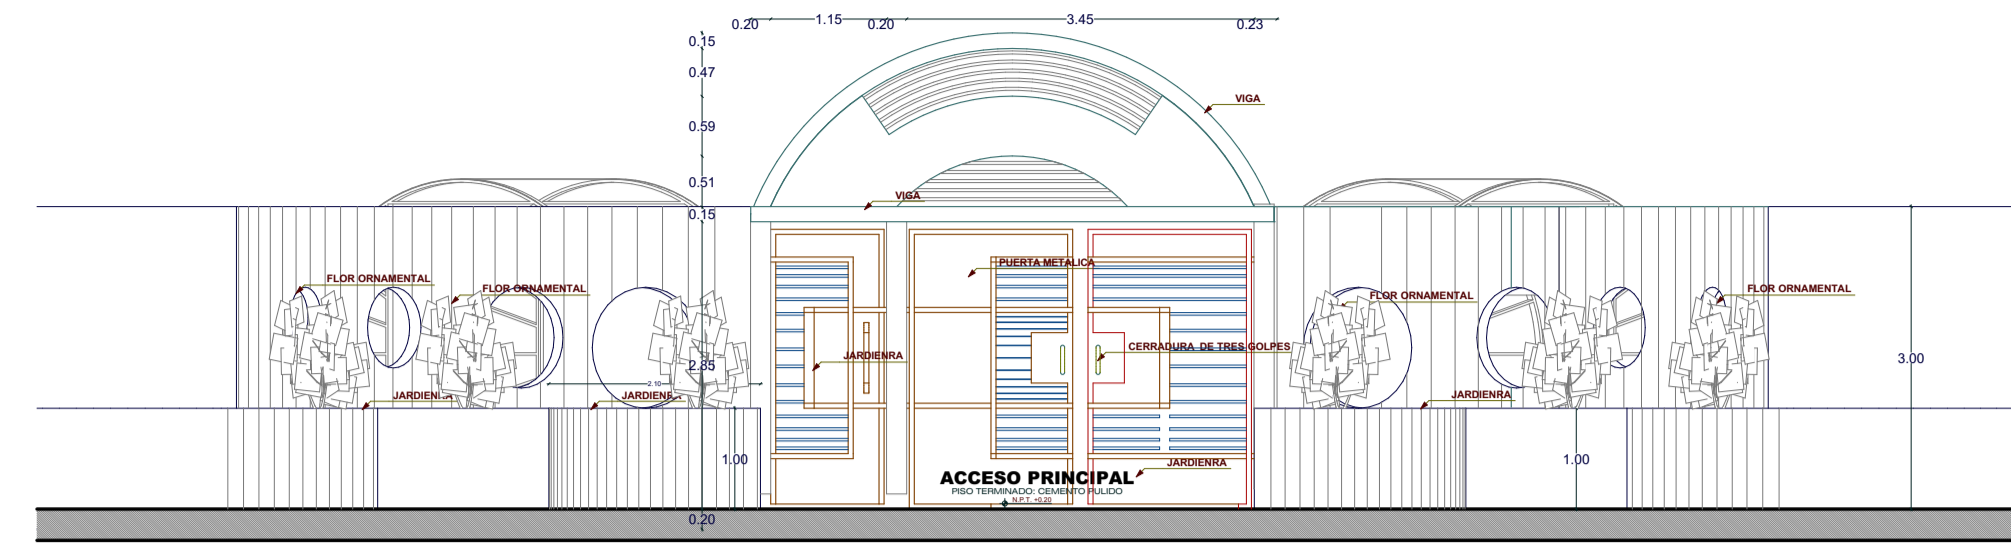 0.20
1.15
0.20
3.45
0.23
0.15
0.47
VIGA
0.59
0.51
VIGA
0.15
PUERTA METALICA
FLOR ORNAMENTAL
FLOR ORNAMENTAL
FLOR ORNAMENTAL
FLOR ORNAMENTAL
CERRADURA DE TRES GOLPES
JARDIENRA
3.00
2.85
2.10
JARDIENRA
JARDIENRA
JARDIENRA
1.00
1.00
JARDIENRA
ACCESO PRINCIPAL
PISO TERMINADO: CEMENTO PULIDO
N.P.T. +0.20
0.20